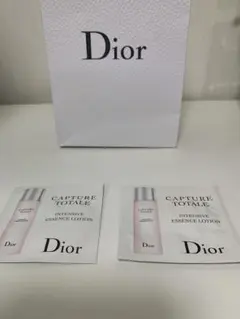 Dior
CAPTURE
TOTALE
INTENSIVE
ESSENCE LOTION
Dior
CAPTURE
TOTALE
INTENSIVE
ESSENCE LOTION
Dior